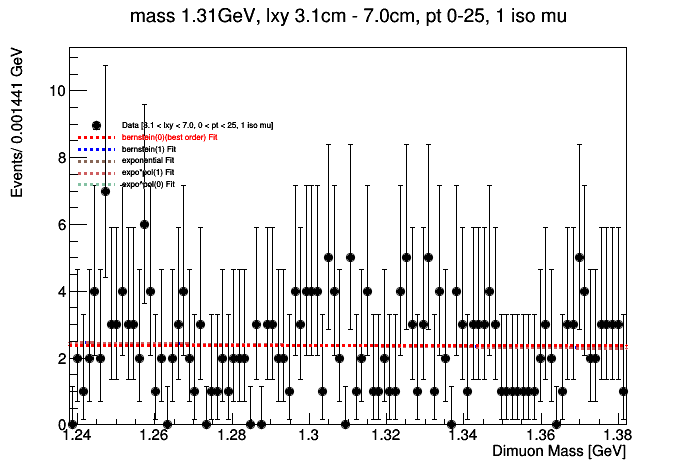 mass 1.31GeV, lxy 3.1cm - 7.0cm, pt 0-25, 1 iso mu
Events/ 0.001441 GeV
10
8
6
4
2
0
Data [3.1 < lxy < 7.0, 0 < pt < 25, 1 iso mu]
bernstein(0)(best order) Fit
bernstein(1) Fit
exponential Fit
expo*pol(1) Fit
expo*pol(0) Fit
1.24 1.26 1.28 1.3 1.32 1.34 1.36 1.38
Dimuon Mass [GeV]